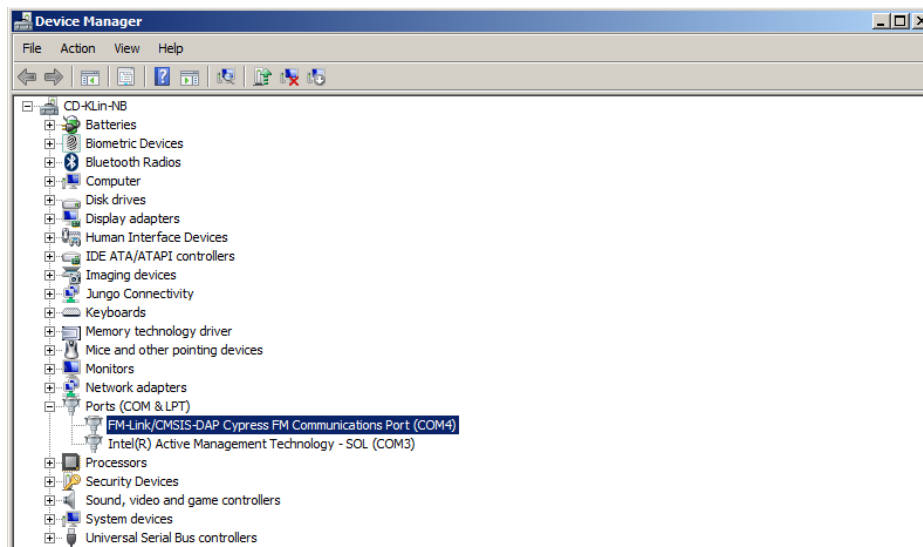 Device Manager
File Action View Help
CD-KLin-NB
Batteries
Biometric Devices
Bluetooth Radios
Computer
Disk drives
Display adapters
Human Interface Devices
IDE ATA/ATAPI controllers
Imaging devices
Jungo Connectivity
Keyboards
Memory technology driver
Mice and other pointing devices
Monitors
Network adapters
Ports (COM & LPT)
FM-Link/CMSIS-DAP Cypress FM Communications Port (COM4)
Intel(R) Active Management Technology - SOL (COM3)
Processors
Security Devices
Sound, video and game controllers
System devices
Universal Serial Bus controllers